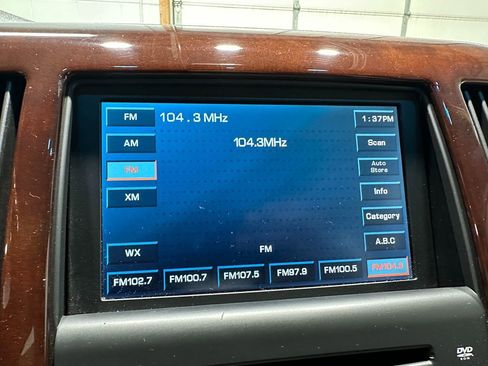 FM 104.3 MHz 1:37PM
AM 104.3MHz Scan
FM Auto Store
XM Info
Category
WX FM A.B.C
FM102.7 FM100.7 FM107.5 FM97.9 FM100.5 FM104.3
DVD
ROM